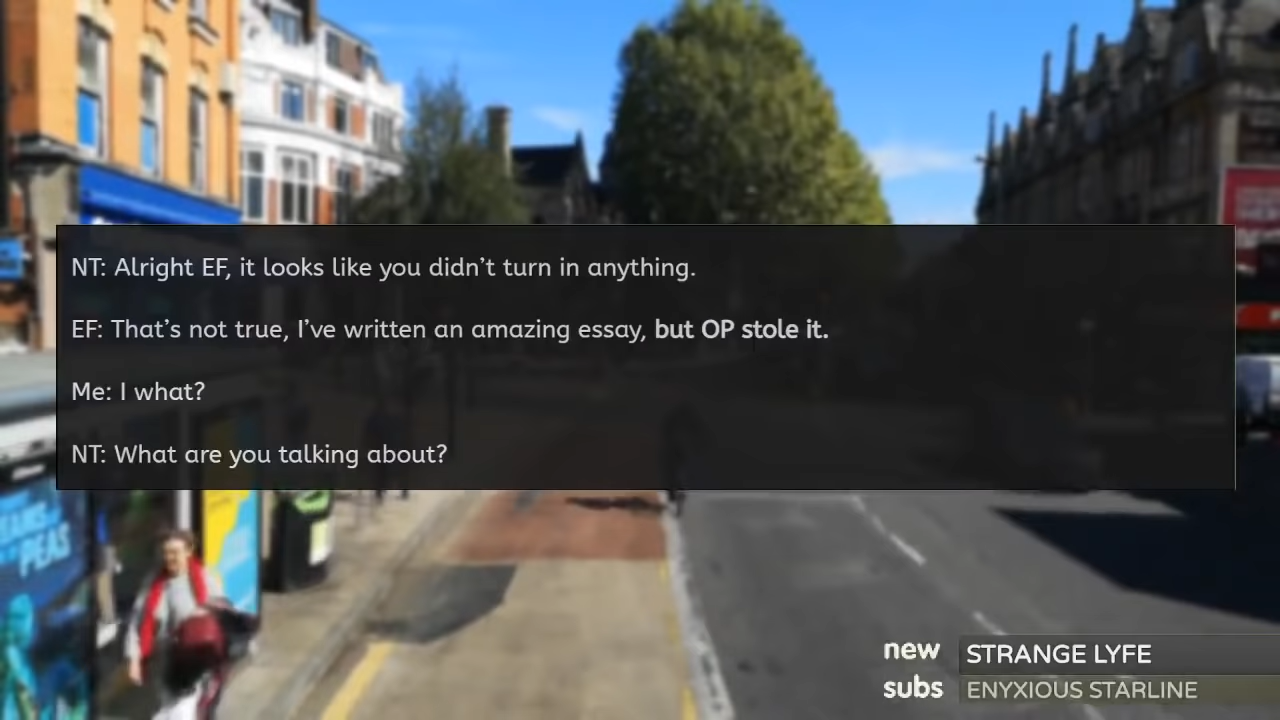 NT: Alright EF, it looks like you didn’t turn in anything.
EF: That’s not true, I’ve written an amazing essay, but OP stole it.
Me: I what?
NT: What are you talking about?
PEAS
new
STRANGE LYFE
subs
ENYXIOUS STARLINE